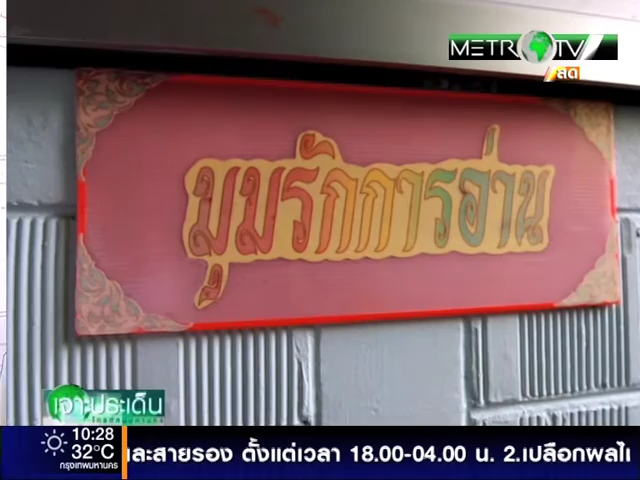 METRO TV
สด
มุมรักการอ่าน
เจาะประเด็น
10:28
32°C
กรุงเทพมหานคร
และสายรอง ตั้งแต่เวลา 18.00-04.00 น. 2.เปลือกผลไ